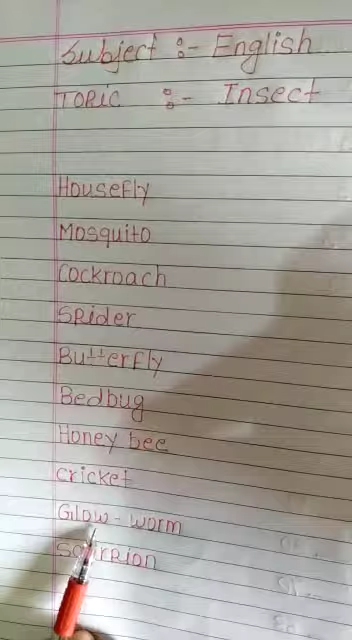 Subject :- English
TOPIC :- Insect
Housefly
Mosquito
Cockroach
Spider
Butterfly
Bedbug
Honey bee
cricket
Glow-worm